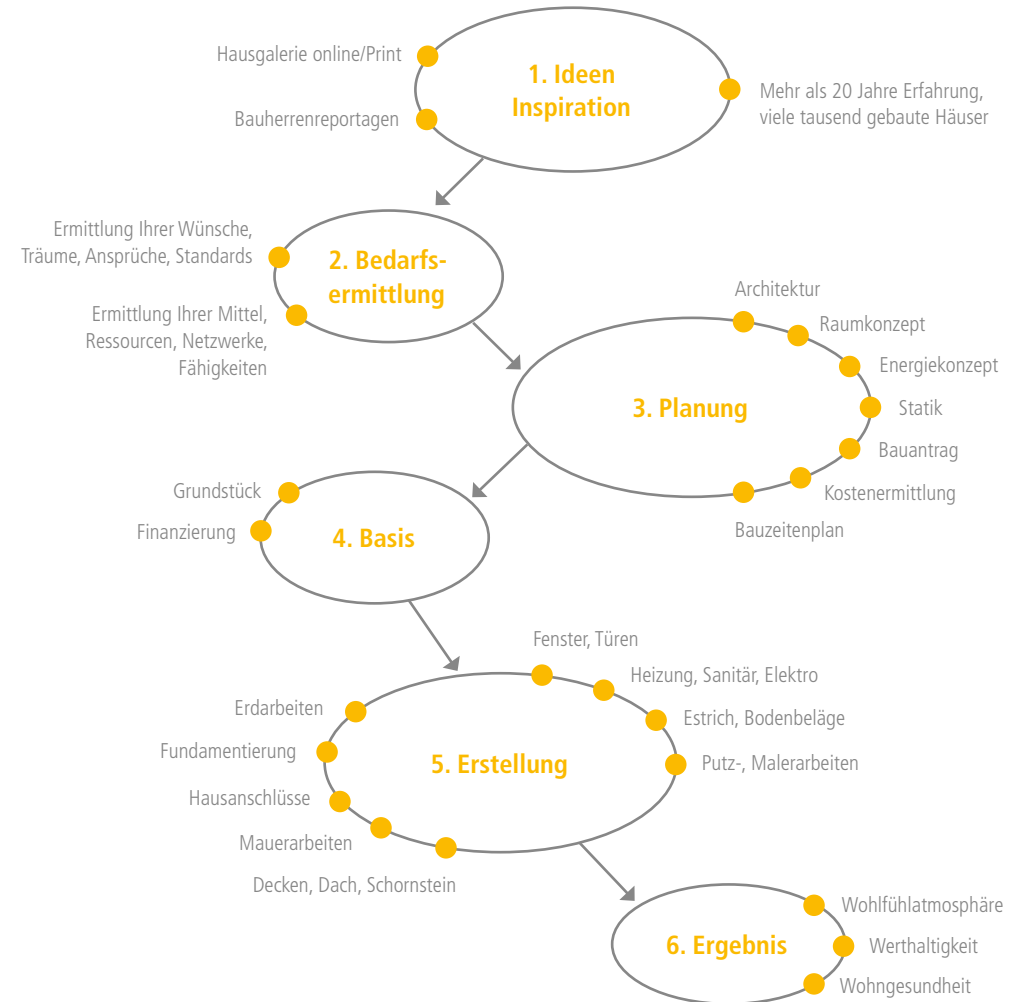 Hausgalerie online/Print
Bauherrenreportagen
1. Ideen
Inspiration
Mehr als 20 Jahre Erfahrung,
viele tausend gebaute Häuser
Ermittlung Ihrer Wünsche,
Träume, Ansprüche, Standards
Ermittlung Ihrer Mittel,
Ressourcen, Netzwerke,
Fähigkeiten
2. Bedarfs-
ermittlung
Architektur
Raumkonzept
Energiekonzept
3. Planung
Statik
Bauantrag
Kostenermittlung
Bauzeitenplan
Grundstück
Finanzierung
4. Basis
Fenster, Türen
Heizung, Sanitär, Elektro
Estrich, Bodenbeläge
Putz-, Malerarbeiten
5. Erstellung
Erdarbeiten
Fundamentierung
Hausanschlüsse
Mauerarbeiten
Decken, Dach, Schornstein
6. Ergebnis
Wohlfühlatmosphäre
Werthaltigkeit
Wohngesundheit